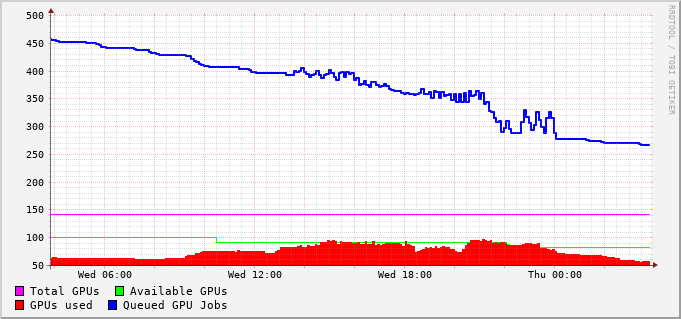 500
450
400
350
300
250
200
150
100
50
Wed 06:00 Wed 12:00 Wed 18:00 Thu 00:00
Total GPUs Available GPUs
GPUs used Queued GPU Jobs
RRDTOOL / TOBI OETIKER